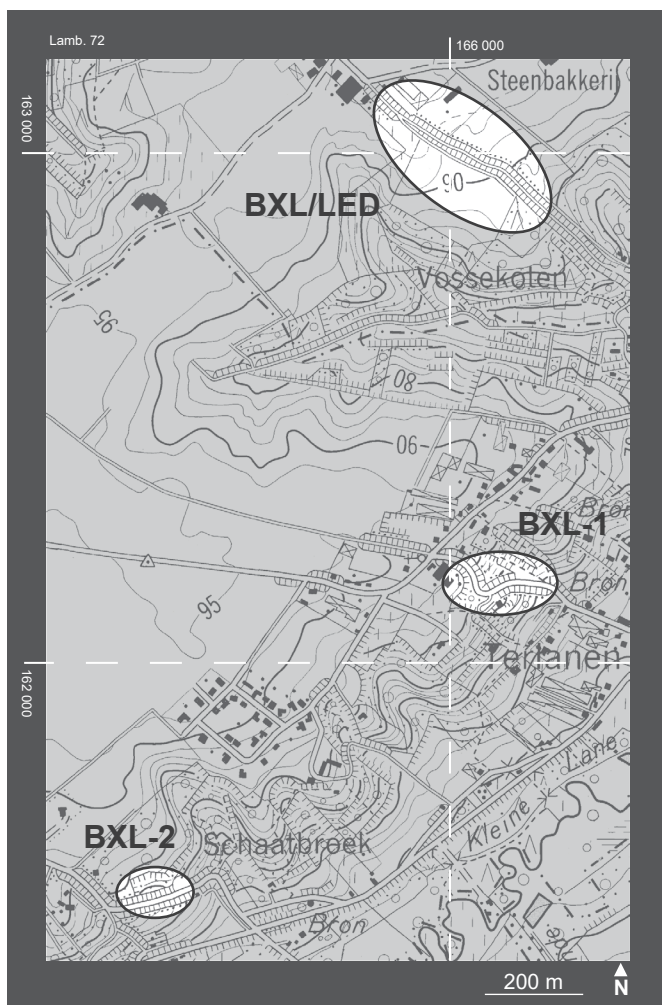 Lamb. 72
166 000
Steenbakkerij
163 000
90
BXL/LED
Vossekoten
95
80
90
BXL-1
Bron
95
Terlanen
162 000
Lane
Kleine
BXL-2
Schaatbroek
Bron
200 m
N